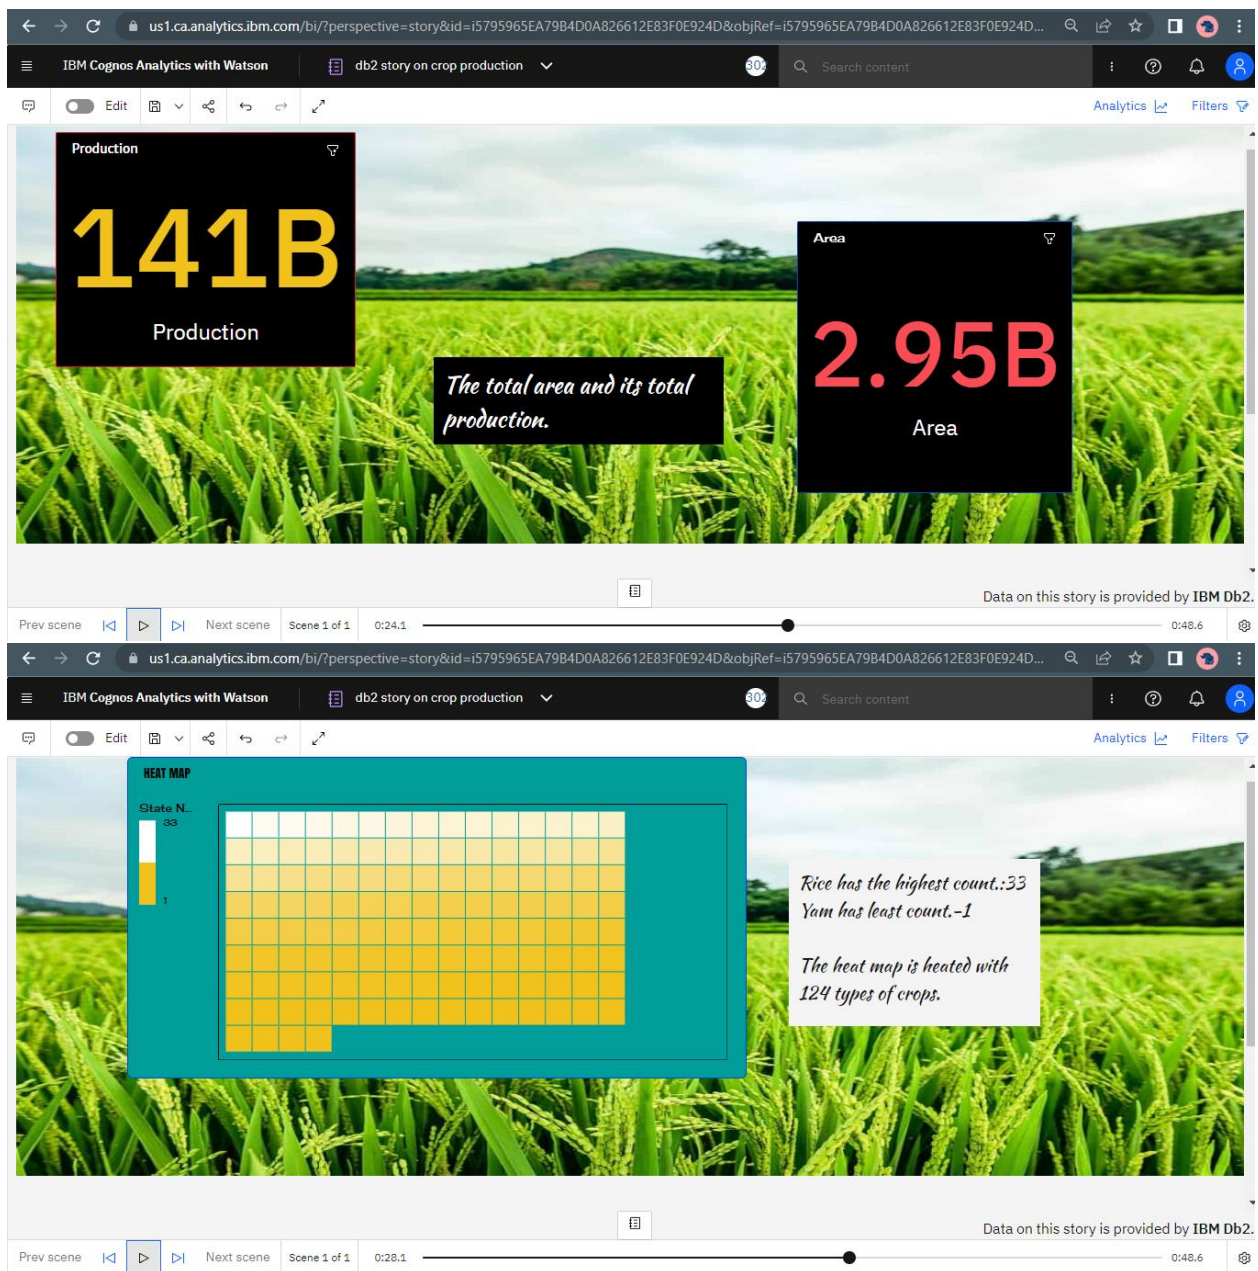 us1.ca.analytics.ibm.com/bi/?perspective=story&id=i5795965EA79B4D0A826612E83F0E924D&objRef=i5795965EA79B4D0A826612E83F0E924D...
IBM Cognos Analytics with Watson
db2 story on crop production
302
Search content
Edit
Analytics
Filters
Production
141B
Production
Area
2.95B
Area
The total area and its total
production.
Data on this story is provided by IBM Db2.
Prev scene
Next scene
Scene 1 of 1
0:24.1
0:48.6
us1.ca.analytics.ibm.com/bi/?perspective=story&id=i5795965EA79B4D0A826612E83F0E924D&objRef=i5795965EA79B4D0A826612E83F0E924D...
IBM Cognos Analytics with Watson
db2 story on crop production
302
Search content
Edit
Analytics
Filters
HEAT MAP
State N...
33
1
Rice has the highest count.:33
Yam has least count.-1
The heat map is heated with
124 types of crops.
Data on this story is provided by IBM Db2.
Prev scene
Next scene
Scene 1 of 1
0:28.1
0:48.6